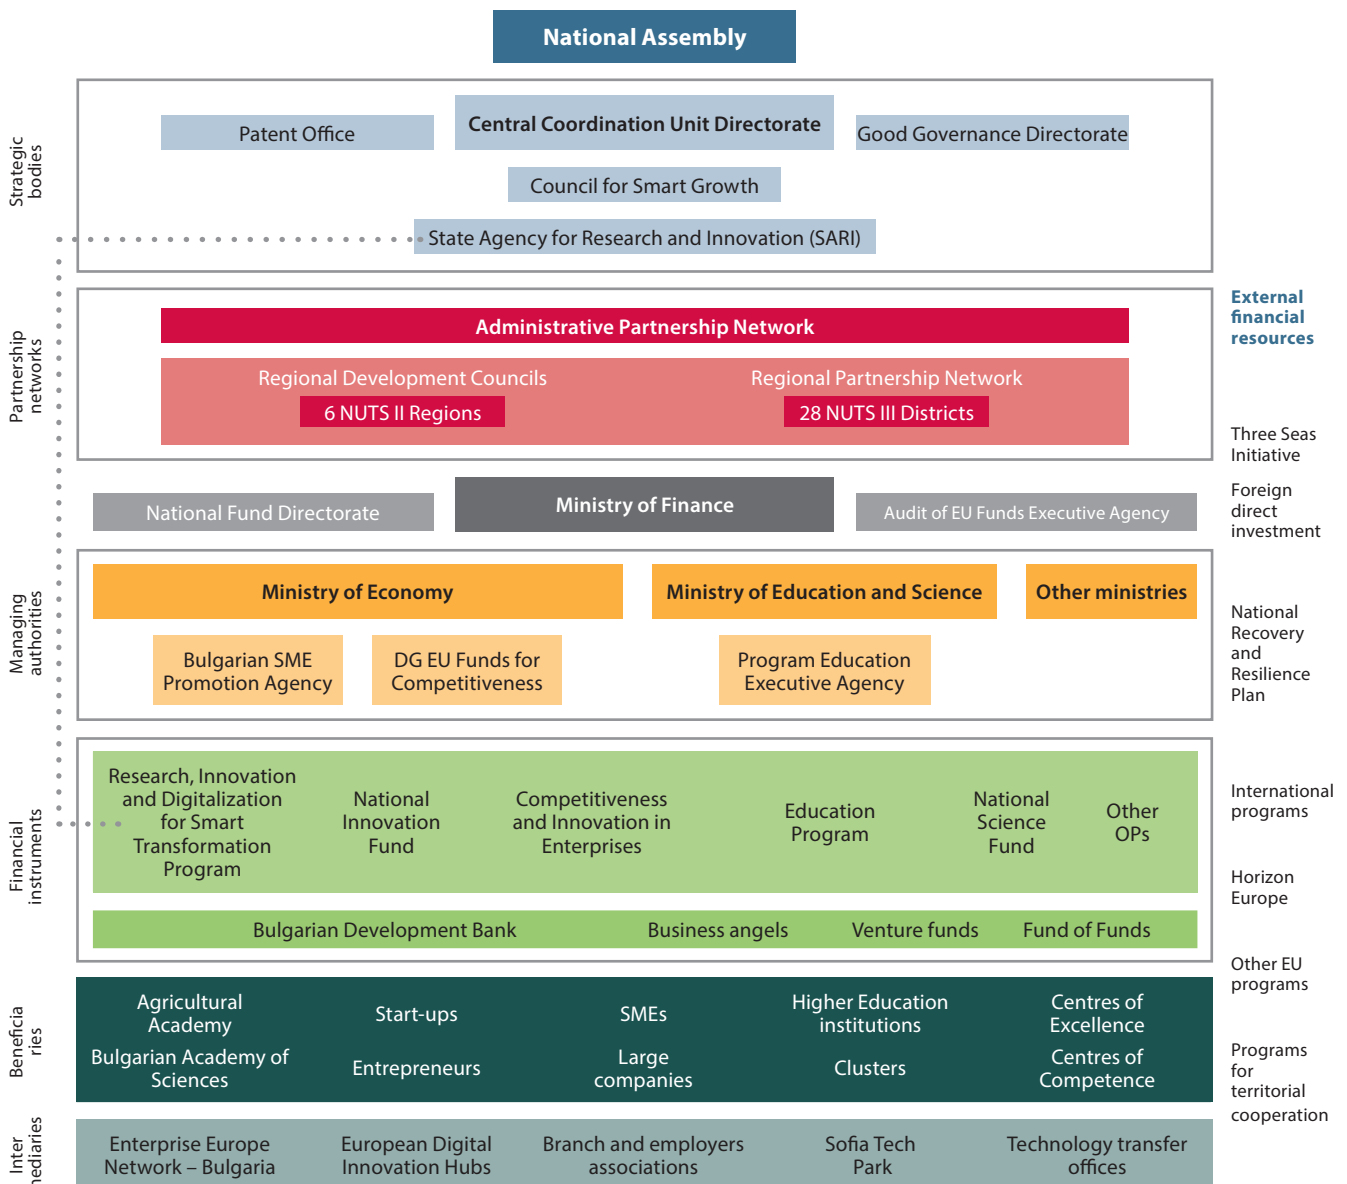 National Assembly
Strategic
bodies
Patent Office
Central Coordination Unit Directorate
Good Governance Directorate
Council for Smart Growth
State Agency for Research and Innovation (SARI)
Partnership
networks
Administrative Partnership Network
Regional Development Councils
6 NUTS II Regions
Regional Partnership Network
28 NUTS III Districts
National Fund Directorate
Ministry of Finance
Audit of EU Funds Executive Agency
Managing
authorities
Ministry of Economy
Ministry of Education and Science
Other ministries
Bulgarian SME
Promotion Agency
DG EU Funds for
Competitiveness
Program Education
Executive Agency
Financial
instruments
Research, Innovation
and Digitalization
for Smart
Transformation
Program
National
Innovation
Fund
Competitiveness
and Innovation in
Enterprises
Education
Program
National
Science
Fund
Other
OPs
Bulgarian Development Bank
Business angels
Venture funds
Fund of Funds
Beneficia
ries
Agricultural
Academy
Start-ups
SMEs
Higher Education
institutions
Centres of
Excellence
Bulgarian Academy of
Sciences
Entrepreneurs
Large
companies
Clusters
Centres of
Competence
Inter
mediaries
Enterprise Europe
Network – Bulgaria
European Digital
Innovation Hubs
Branch and employers
associations
Sofia Tech
Park
Technology transfer
offices
External
financial
resources
Three Seas
Initiative
Foreign
direct
investment
National
Recovery
and
Resilience
Plan
International
programs
Horizon
Europe
Other EU
programs
Programs
for
territorial
cooperation